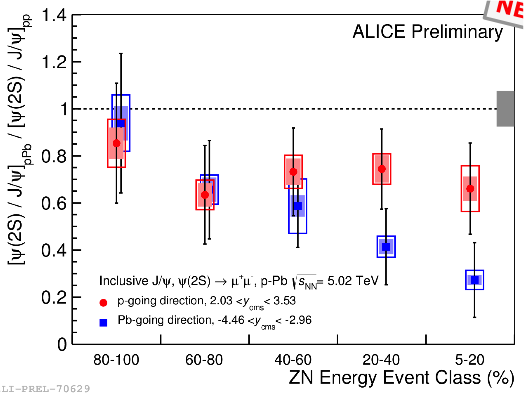 NE
1.4
ALICE Preliminary
1.2
1
0.8
0.6
0.4
0.2
0
[ψ(2S) / J/ψ]pPb / [ψ(2S) / J/ψ]pp
Inclusive J/ψ, ψ(2S) → μ+μ-, p-Pb √sNN= 5.02 TeV
p-going direction, 2.03 <ycms< 3.53
Pb-going direction, -4.46 <ycms< -2.96
80-100 60-80 40-60 20-40 5-20
ZN Energy Event Class (%)
LI-PREL-70629